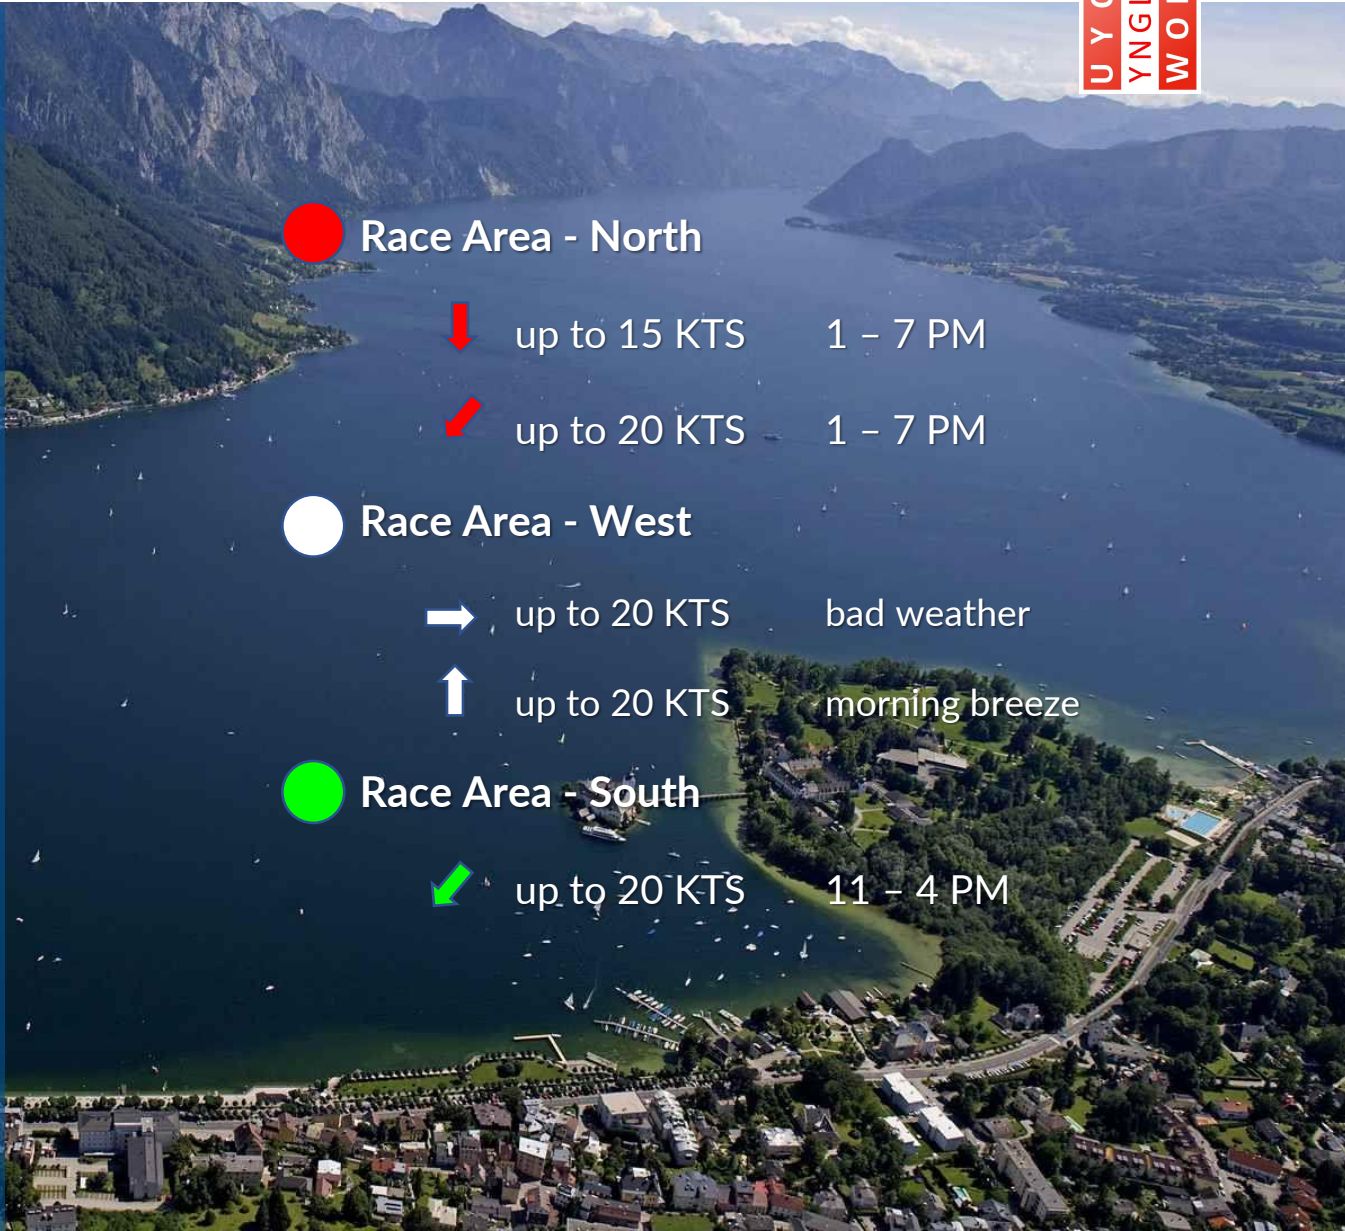 UYC
YNGL
Race Area - North
up to 15 KTS 1 – 7 PM
up to 20 KTS 1 – 7 PM
Race Area - West
up to 20 KTS bad weather
up to 20 KTS morning breeze
Race Area - South
up to 20 KTS 11 – 4 PM